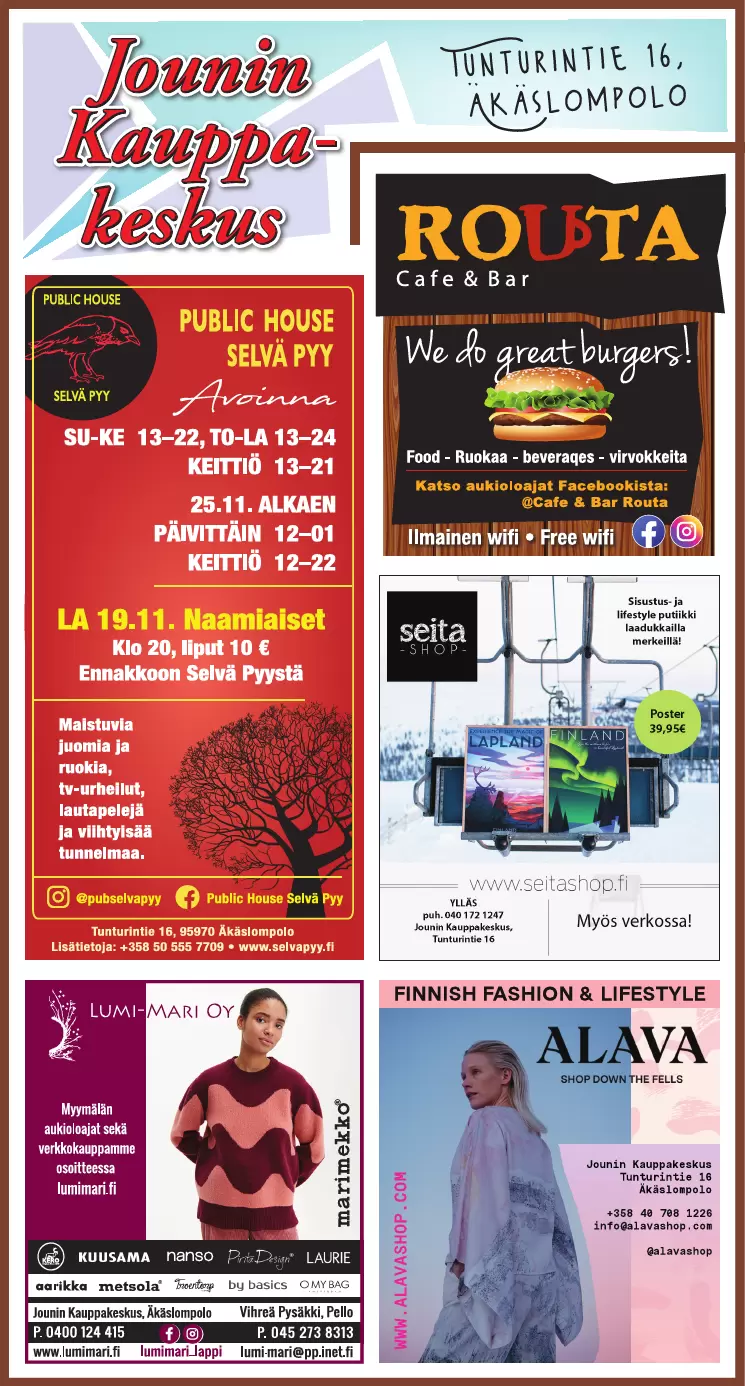 Jounin
Kauppa-
keskus
TUNTURINTIE 16,
ÄKÄSLOMPOLO
ROUTA
Cafe & Bar
We do great burgers!
Food - Ruokaa - beveraqes - virvokkeita
Katso aukioloajat Facebookista:
@Cafe & Bar Routa
Ilmainen wifi • Free wifi
PUBLIC HOUSE
SELVÄ PYY
PUBLIC HOUSE
SELVÄ PYY
Avoinna
SU-KE 13–22, TO-LA 13–24
KEITTIÖ 13–21
25.11. ALKAEN
PÄIVITTÄIN 12–01
KEITTIÖ 12–22
LA 19.11. Naamiaiset
Klo 20, liput 10 €
Ennakkoon Selvä Pyystä
Maistuvia
juomia ja
ruokia,
tv-urheilut,
lautapelejä
ja viihtyisää
tunnelmaa.
@pubselvapyy Public House Selvä Pyy
Tunturintie 16, 95970 Äkäslompolo
Lisätietoja: +358 50 555 7709 • www.selvapyy.fi
seita
- SHOP -
Sisustus- ja
lifestyle putiikki
laadukkailla
merkeillä!
Poster
39,95€
EXPERIENCE THE MAGIC OF
LAPLAND
FINLAND
FINLAND
www.seitashop.fi
YLLÄS
puh. 040 172 1247
Jounin Kauppakeskus,
Tunturintie 16
Myös verkossa!
LUMI-MARI OY
Myymälän
aukioloajat sekä
verkkokauppamme
osoitteessa
lumimari.fi
marimekko®
KUUSAMA nanso PiritaDesign® LAURIE
aarikka metsola® Froentorp by basics O MY BAG
Jounin Kauppakeskus, Äkäslompolo Vihreä Pysäkki, Pello
P. 0400 124 415 P. 045 273 8313
www.lumimari.fi lumimari_lappi lumi-mari@pp.inet.fi
FINNISH FASHION & LIFESTYLE
ALAVA
SHOP DOWN THE FELLS
Jounin Kauppakeskus
Tunturintie 16
Äkäslompolo
+358 40 708 1226
info@alavashop.com
@alavashop
WWW.ALAVASHOP.COM